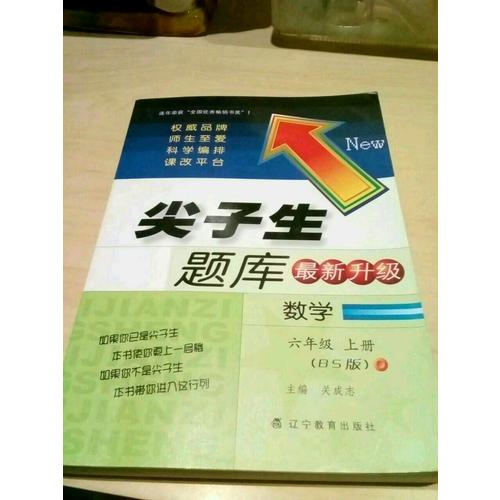 连年荣获“全国优秀畅销书奖”！
权威品牌
师生至爱
科学编排
课改平台
New
尖子生
题库
最新升级
数学
六年级 上册
(BS版)
主编 关成志
如果你已是尖子生
本书使你更上一层楼
如果你不是尖子生
本书带你进入这行列
辽宁教育出版社
JIANZI
SHENG